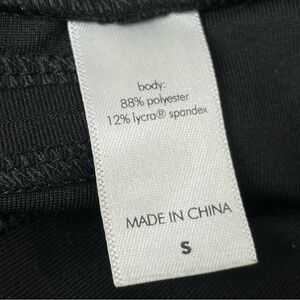 body:
88% polyester
12% lycra® spandex
MADE IN CHINA
S